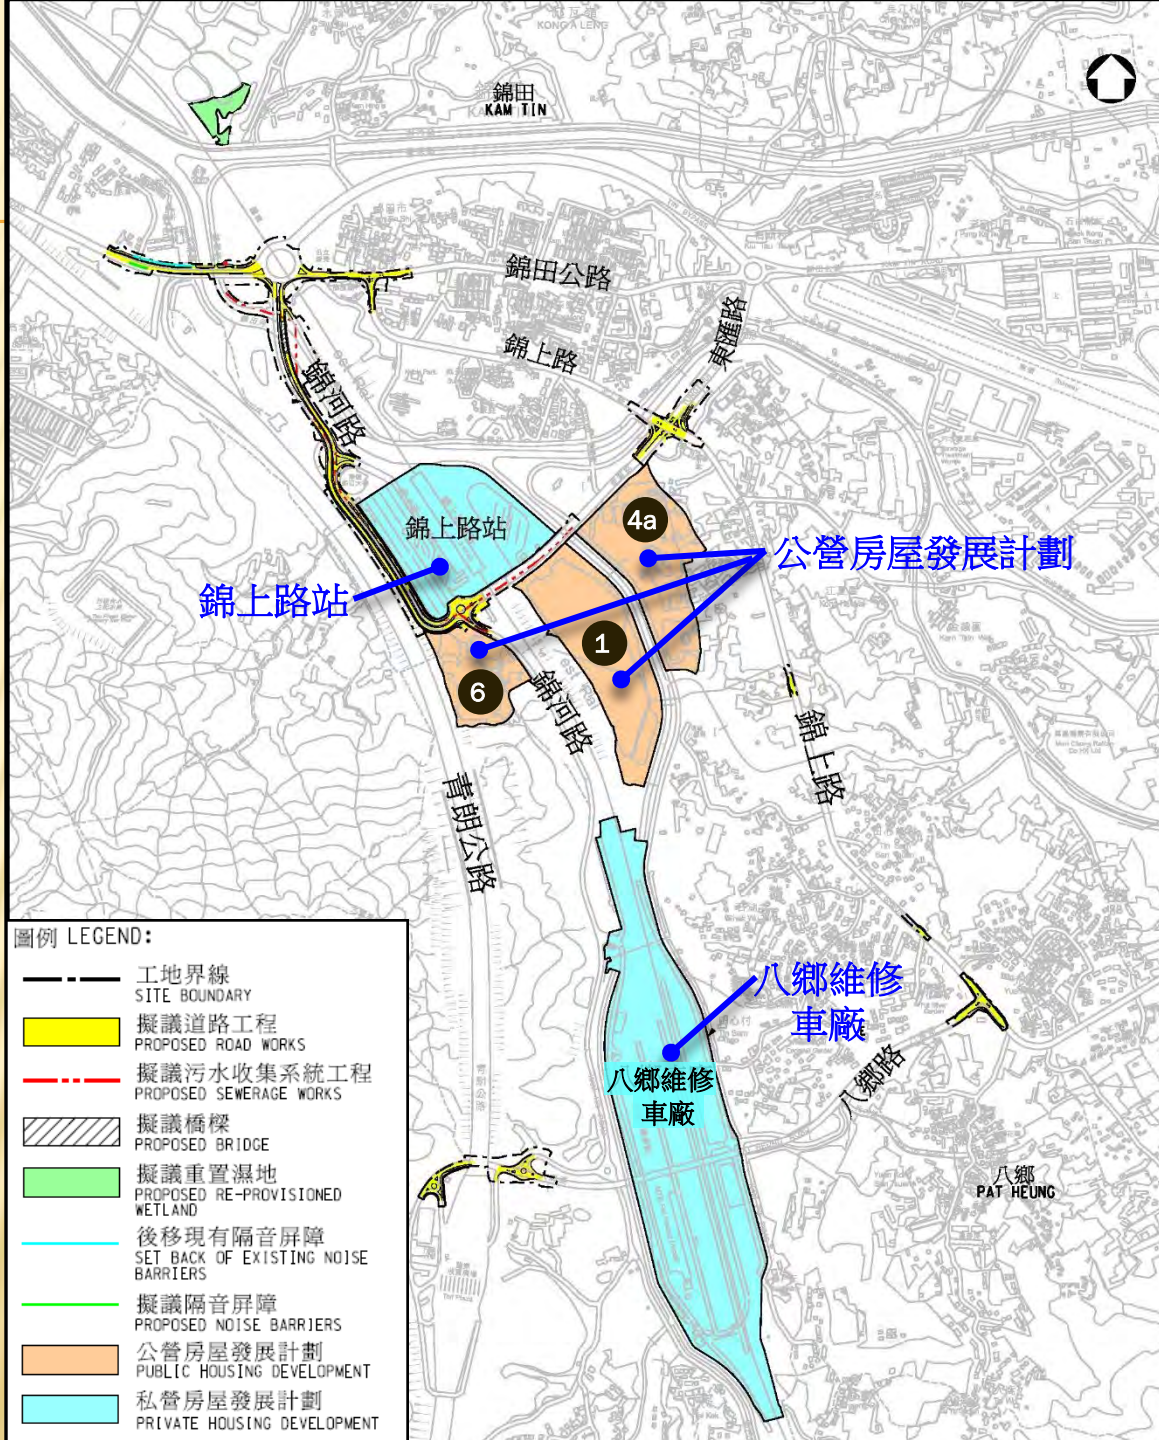 KONG A LENG
錦田
KAM TIN
錦田公路
東匯路
錦上路
錦河路
錦上路站
4a
公營房屋發展計劃
錦上路站
1
6
錦河路
錦上路
青朗公路
八鄉維修
車廠
八鄉維修
車廠
八鄉路
八鄉
PAT HEUNG
圖例 LEGEND:
工地界線
SITE BOUNDARY
擬議道路工程
PROPOSED ROAD WORKS
擬議污水收集系統工程
PROPOSED SEWERAGE WORKS
擬議橋樑
PROPOSED BRIDGE
擬議重置濕地
PROPOSED RE-PROVISIONED
WETLAND
後移現有隔音屏障
SET BACK OF EXISTING NOISE
BARRIERS
擬議隔音屏障
PROPOSED NOISE BARRIERS
公營房屋發展計劃
PUBLIC HOUSING DEVELOPMENT
私營房屋發展計劃
PRIVATE HOUSING DEVELOPMENT